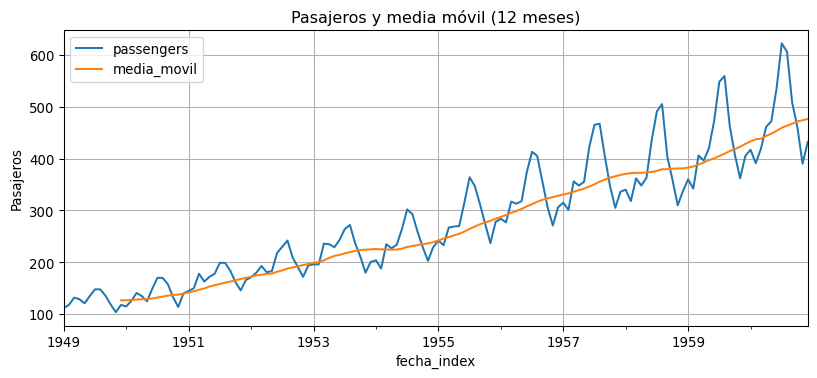 Pasajeros y media móvil (12 meses)
passengers
media_movil
Pasajeros
600
500
400
300
200
100
1949
1951
1953
1955
1957
1959
fecha_index